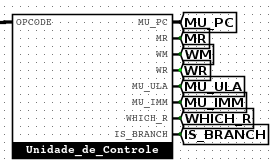 OPCODE MU_PC MU_PC
MR MR
WM WM
WR WR
MU_ULA MU_ULA
MU_IMM MU_IMM
WHICH_R WHICH_R
IS_BRANCH IS_BRANCH
Unidade_de_Controle